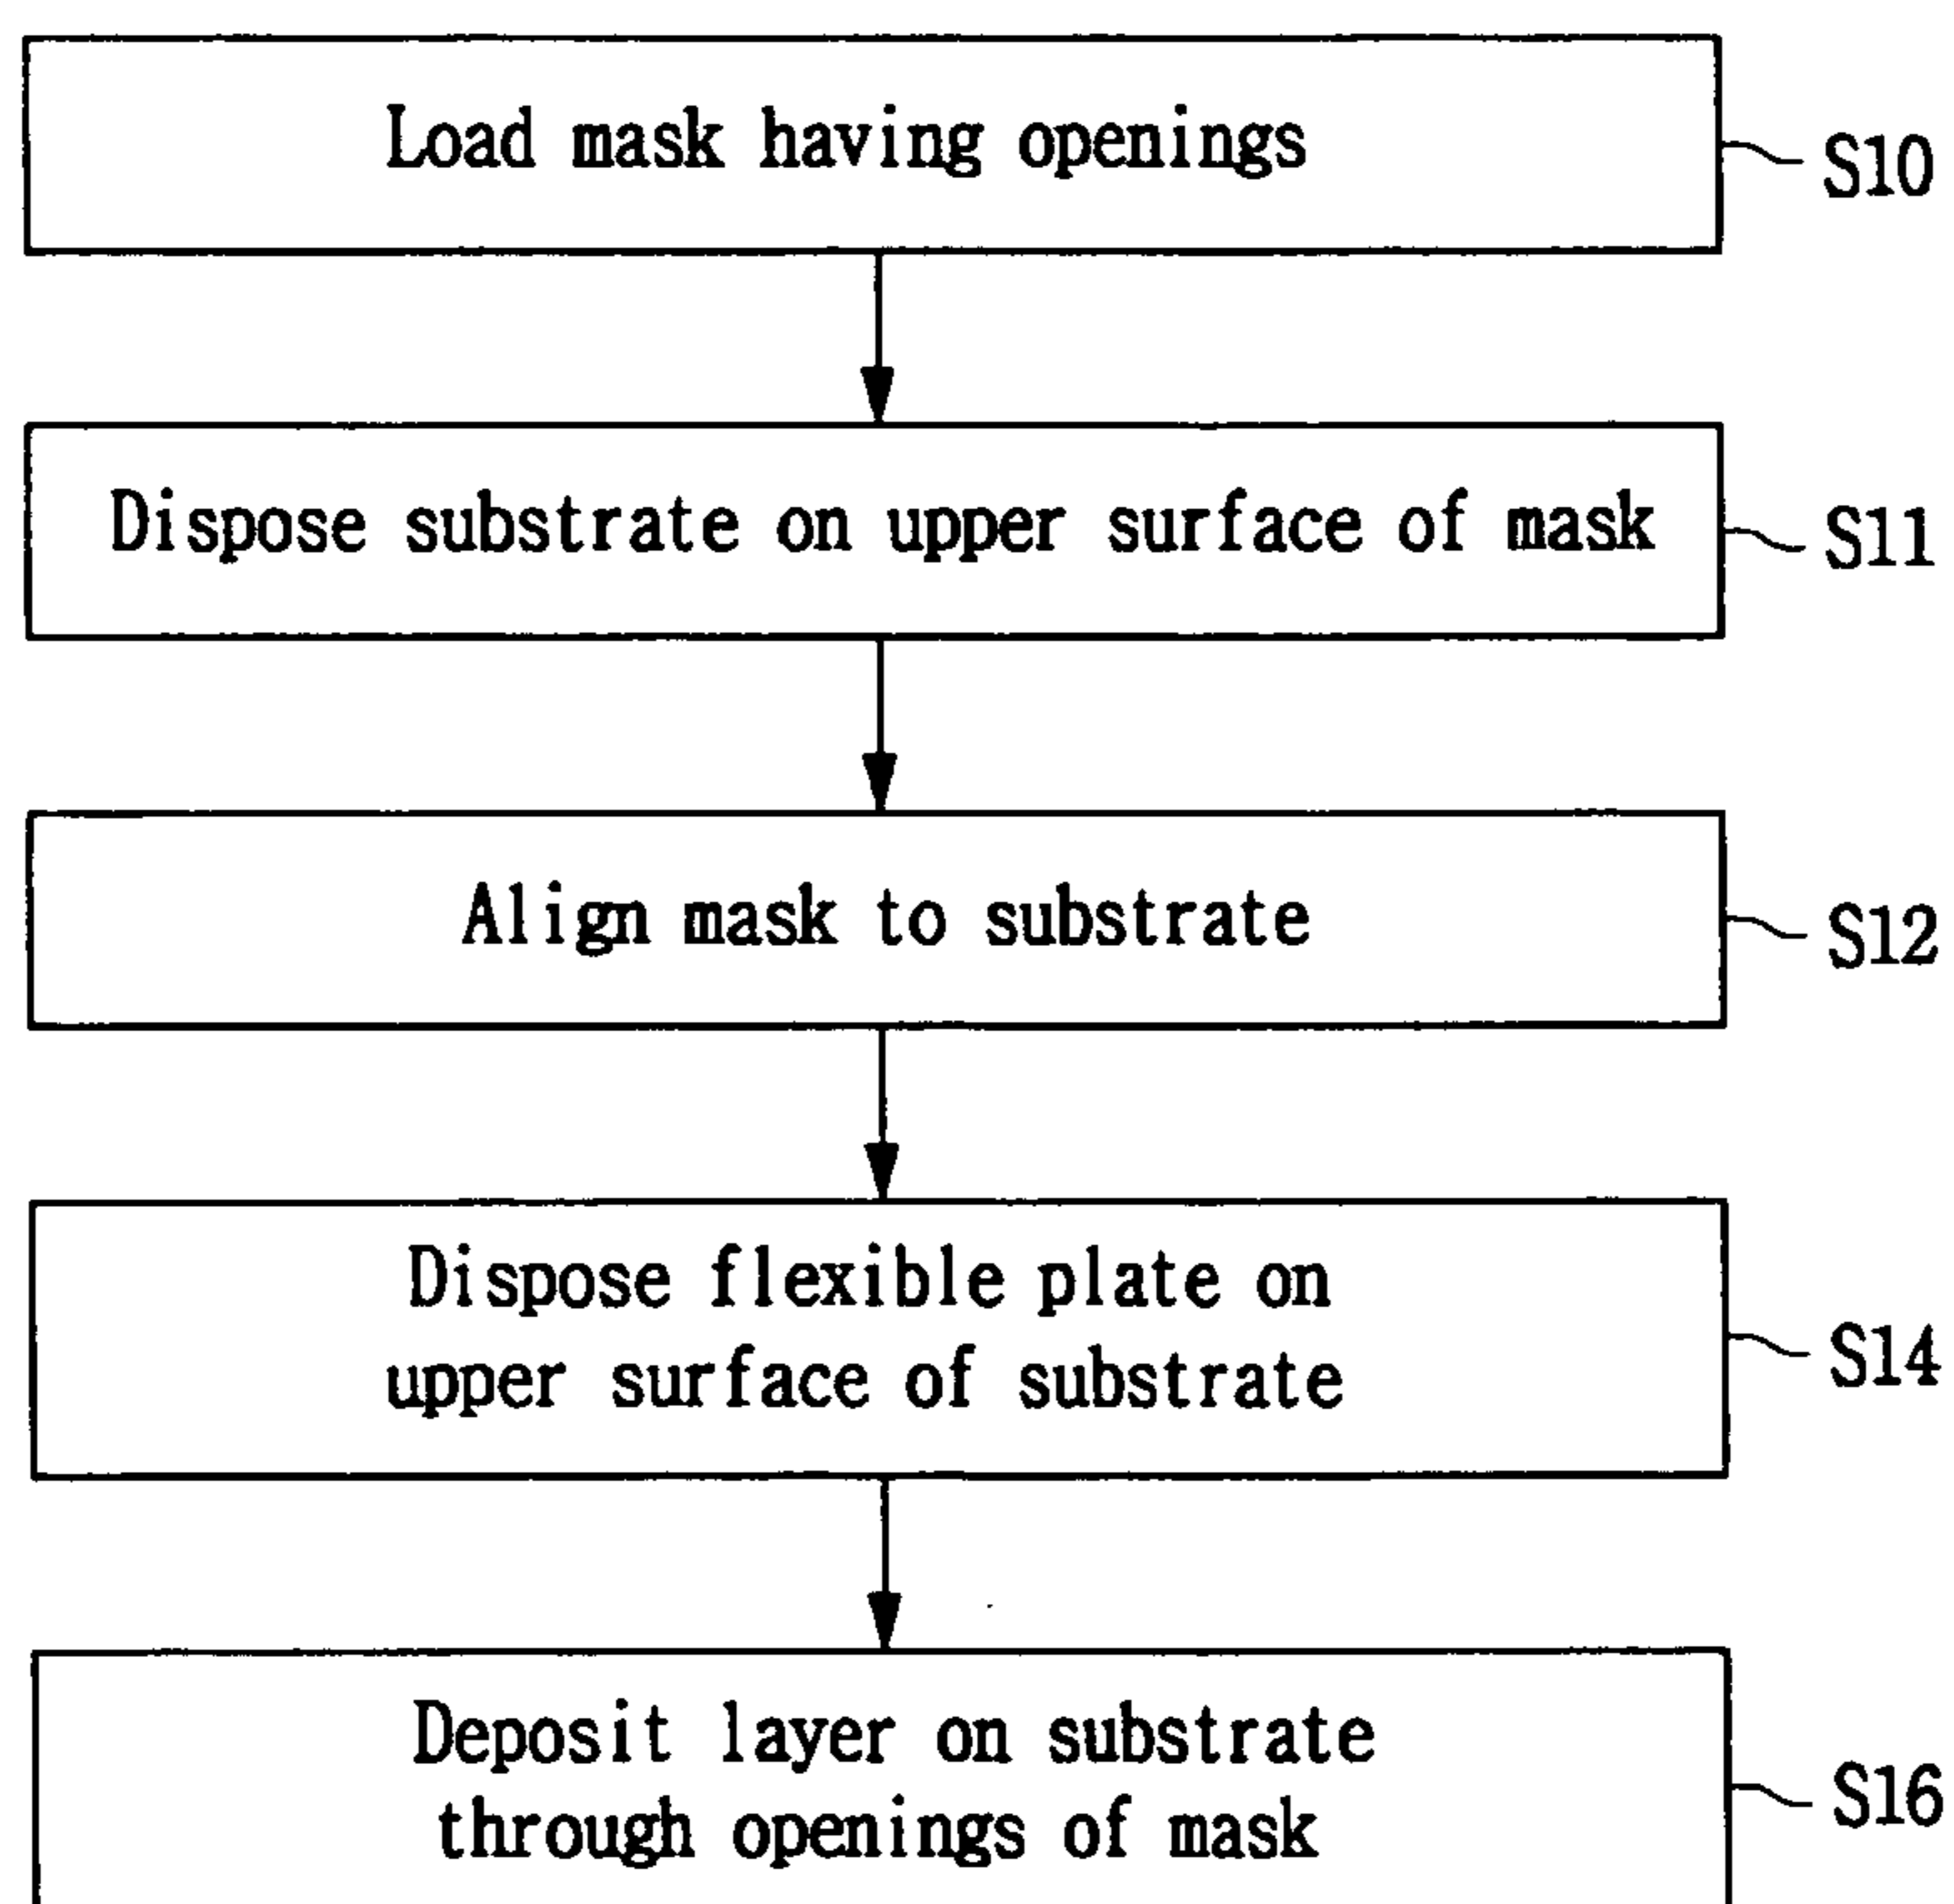 Load mask having openings
S10
Dispose substrate on upper surface of mask
S11
Align mask to substrate
S12
Dispose flexible plate on
upper surface of substrate
S14
Deposit layer on substrate
through openings of mask
S16